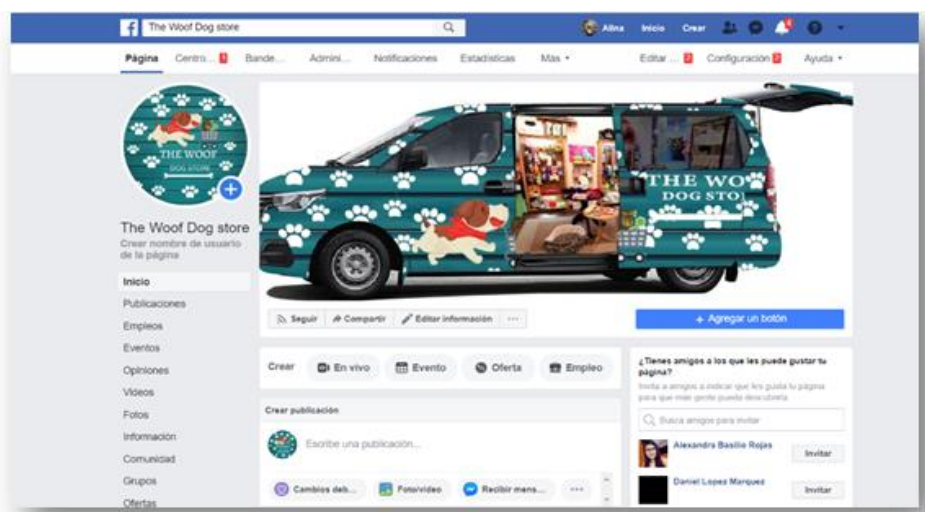 The Woof Dog store
Alina Inicio Crear
Página Centro... Bande... Admini... Notificaciones Estadísticas Más Editar ... Configuración Ayuda
THE WOOF
DOG STORE
THE WO
DOG STO
The Woof Dog store
Crear nombre de usuario
de la página
Inicio
Publicaciones
Empleos
Eventos
Opiniones
Videos
Fotos
Información
Comunidad
Grupos
Ofertas
Seguir Compartir Editar información ...
+ Agregar un botón
Crear En vivo Evento Oferta Empleo
Crear publicación
Escribe una publicación...
Cambios deb... Foto/video Recibir mens... ...
¿Tienes amigos a los que les puede gustar tu
página?
Invita a amigos a indicar que les gusta tu página
para que más gente pueda descubrirla
Busca amigos para invitar
Alexandra Basilio Rojas Invitar
Daniel Lopez Marquez Invitar